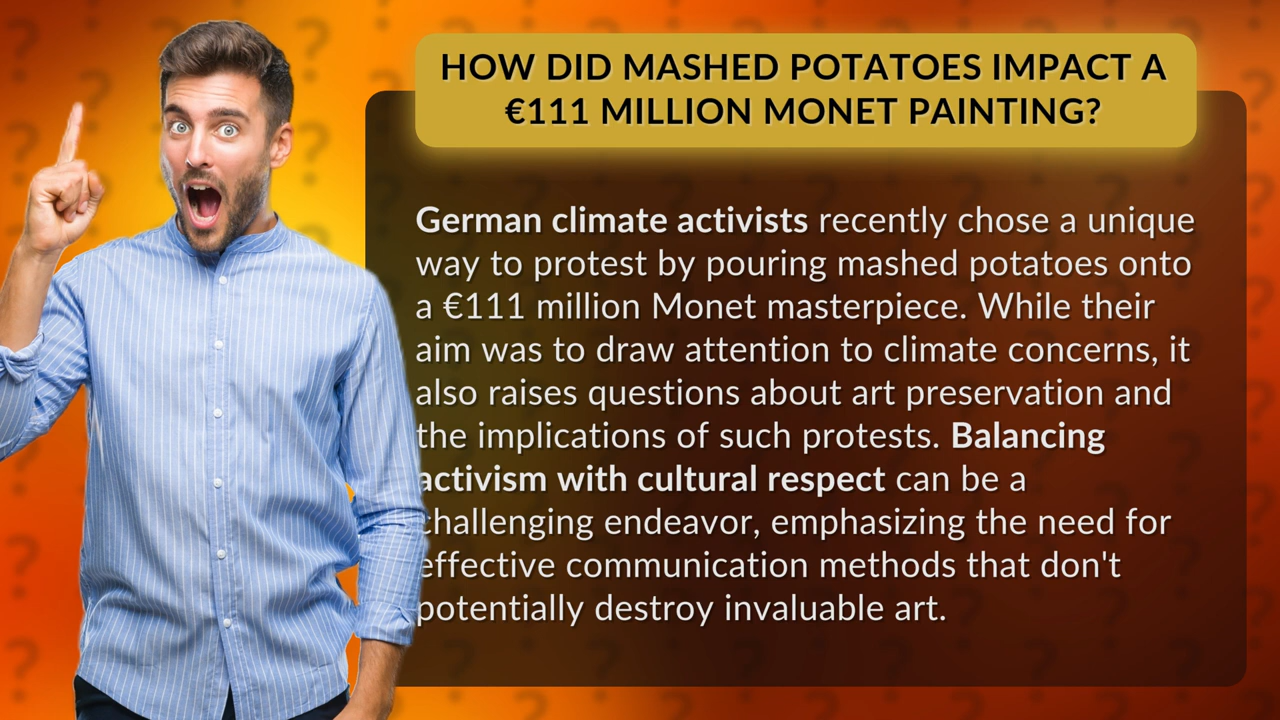 HOW DID MASHED POTATOES IMPACT A
€111 MILLION MONET PAINTING?
German climate activists recently chose a unique
way to protest by pouring mashed potatoes onto
a €111 million Monet masterpiece. While their
aim was to draw attention to climate concerns, it
also raises questions about art preservation and
the implications of such protests. Balancing
activism with cultural respect can be a
challenging endeavor, emphasizing the need for
effective communication methods that don't
potentially destroy invaluable art.